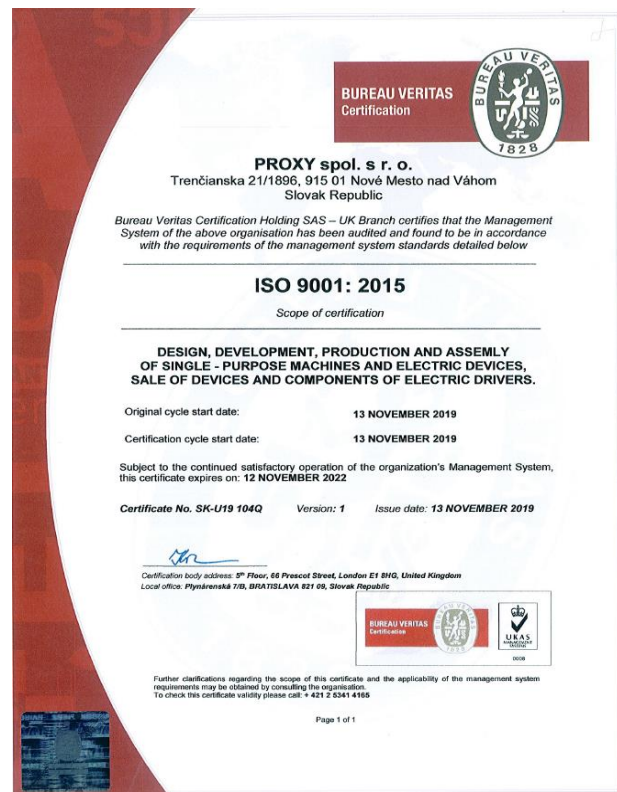 BUREAU VERITAS
Certification
BUREAU VERITAS
1828
PROXY spol. s r. o.
Trenčianska 21/1896, 915 01 Nové Mesto nad Váhom
Slovak Republic
Bureau Veritas Certification Holding SAS – UK Branch certifies that the Management
System of the above organisation has been audited and found to be in accordance
with the requirements of the management system standards detailed below
ISO 9001: 2015
Scope of certification
DESIGN, DEVELOPMENT, PRODUCTION AND ASSEMLY
OF SINGLE - PURPOSE MACHINES AND ELECTRIC DEVICES,
SALE OF DEVICES AND COMPONENTS OF ELECTRIC DRIVERS.
Original cycle start date: 13 NOVEMBER 2019
Certification cycle start date: 13 NOVEMBER 2019
Subject to the continued satisfactory operation of the organization's Management System,
this certificate expires on: 12 NOVEMBER 2022
Certificate No. SK-U19 104Q Version: 1 Issue date: 13 NOVEMBER 2019
Certification body address: 5th Floor, 66 Prescot Street, London E1 8HG, United Kingdom
Local office: Plynárenská 7/B, BRATISLAVA 821 09, Slovak Republic
BUREAU VERITAS
Certification
UKAS
MANAGEMENT
SYSTEMS
0008
Further clarifications regarding the scope of this certificate and the applicability of the management system
requirements may be obtained by consulting the organisation.
To check this certificate validity please call: + 421 2 5341 4165
Page 1 of 1